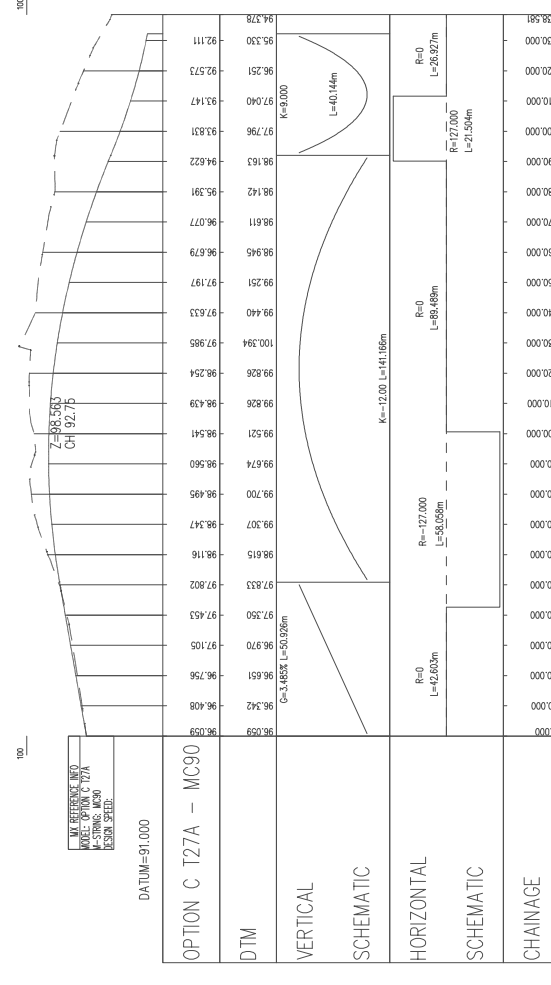 100
100
MX REFERENCE INFO
MODEL: OPTION C T27A
M-STRING: MC90
DESIGN SPEED:
Z=98.563
CH 92.75
DATUM=91.000
OPTION C T27A - MC90
96.059
96.408
96.756
97.105
97.453
97.802
98.116
98.347
98.495
98.560
98.541
98.439
98.254
97.985
97.633
97.197
96.679
96.077
95.391
94.622
93.831
93.147
92.573
92.111
DTM
96.059
96.342
96.651
96.970
97.350
97.833
98.615
99.307
99.700
99.674
99.521
99.826
99.826
100.394
99.440
99.251
98.945
98.611
98.142
98.163
97.796
97.040
96.251
95.330
94.378
VERTICAL
SCHEMATIC
G=3.485% L=50.926m
K=-12.00 L=141.166m
K=9.000
L=40.144m
HORIZONTAL
SCHEMATIC
R=0
L=42.603m
R=-127.000
L=58.058m
R=0
L=89.489m
R=127.000
L=21.504m
R=0
L=26.927m
CHAINAGE